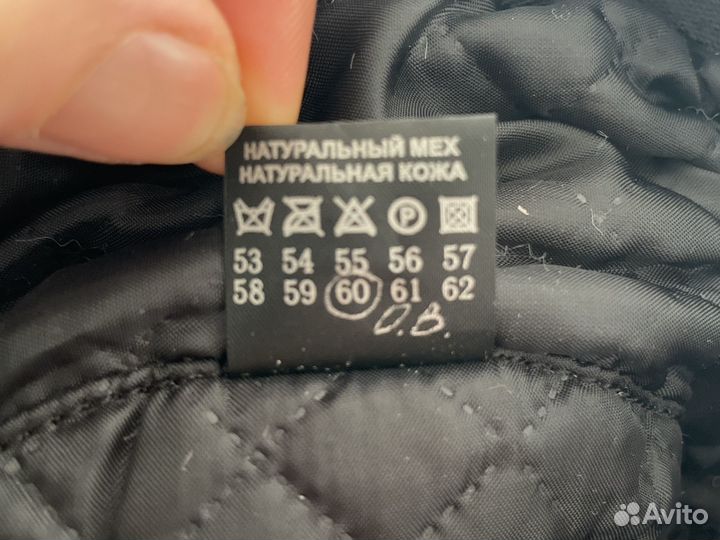 НАТУРАЛЬНЫЙ МЕХ
НАТУРАЛЬНАЯ КОЖА
P
53 54 55 56 57
58 59 60 61 62
О.В.
Avito